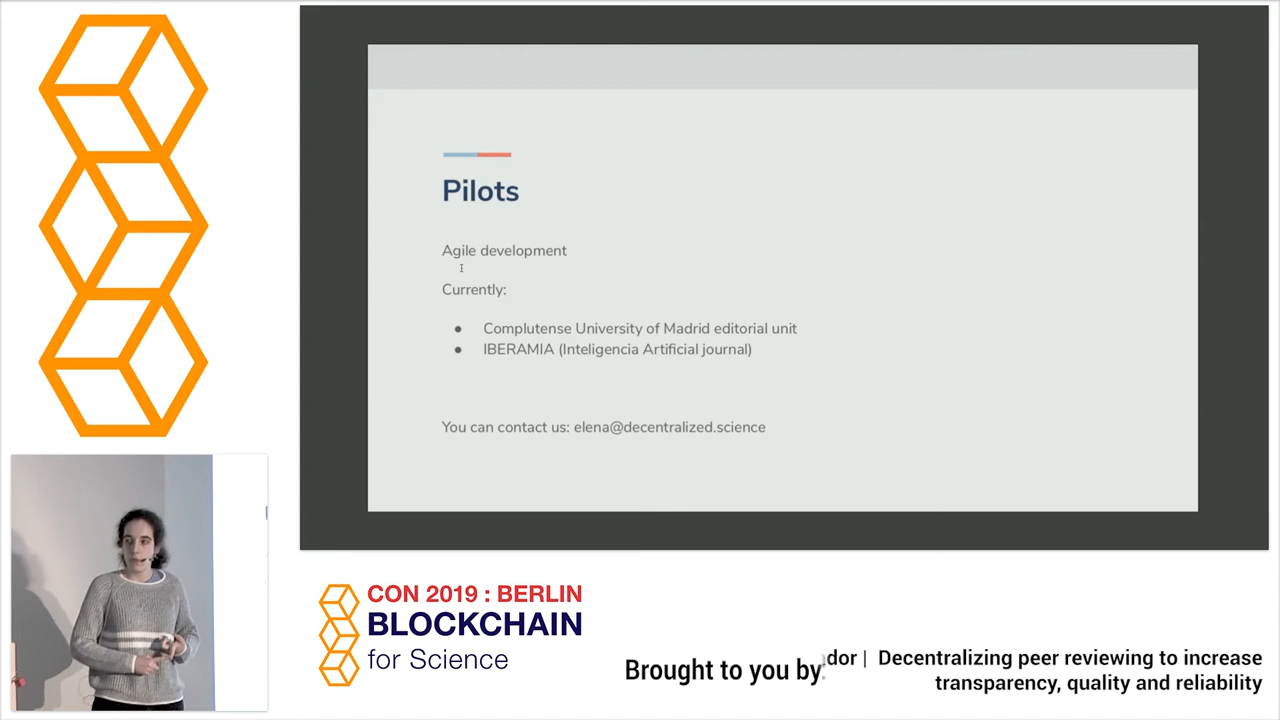 Pilots
Agile development
Currently:
● Complutense University of Madrid editorial unit
● IBERAMIA (Inteligencia Artificial journal)
You can contact us: elena@decentralized.science
CON 2019 : BERLIN
BLOCKCHAIN
for Science
Brought to you by:
| Decentralizing peer reviewing to increase
transparency, quality and reliability